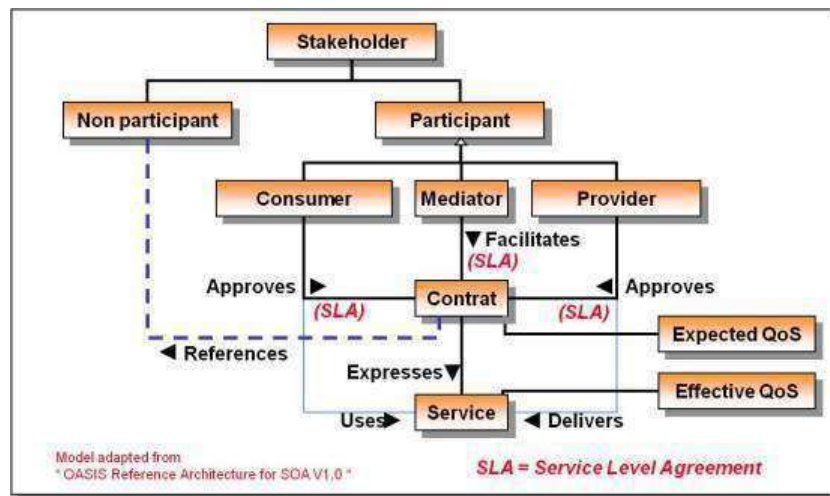 Stakeholder
Non participant
Participant
Consumer
Mediator
Provider
Facilitates
(SLA)
Approves
Contrat
Approves
(SLA)
(SLA)
Expected QoS
References
Expresses
Effective QoS
Uses
Service
Delivers
Model adapted from
" OASIS Reference Architecture for SOA V1.0 "
SLA = Service Level Agreement